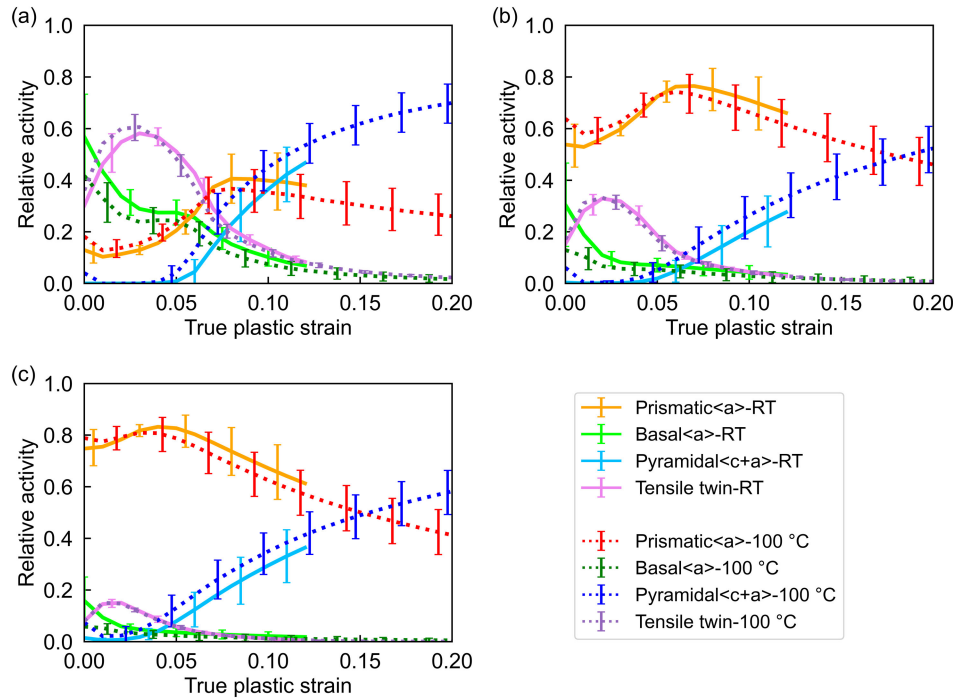 (a)
1.0
0.8
0.6
0.4
0.2
0.0
Relative activity
0.00 0.05 0.10 0.15 0.20
True plastic strain
(b)
1.0
0.8
0.6
0.4
0.2
0.0
Relative activity
0.00 0.05 0.10 0.15 0.20
True plastic strain
(c)
1.0
0.8
0.6
0.4
0.2
0.0
Relative activity
0.00 0.05 0.10 0.15 0.20
True plastic strain
Prismatic<a>-RT
Basal<a>-RT
Pyramidal<c+a>-RT
Tensile twin-RT
Prismatic<a>-100 °C
Basal<a>-100 °C
Pyramidal<c+a>-100 °C
Tensile twin-100 °C